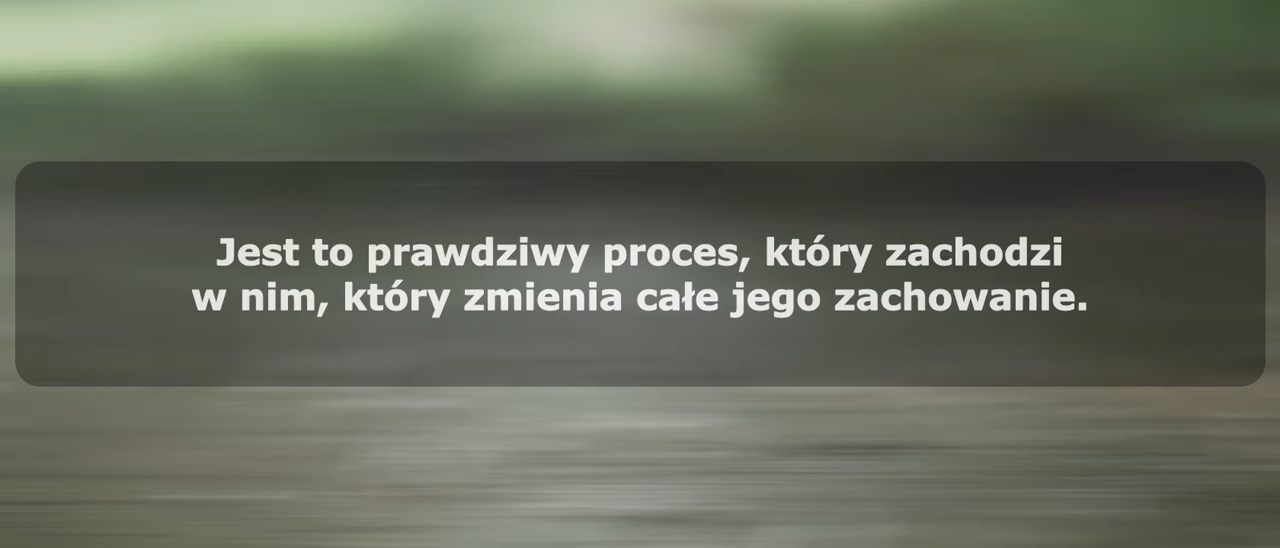 Jest to prawdziwy proces, który zachodzi
w nim, który zmienia całe jego zachowanie.